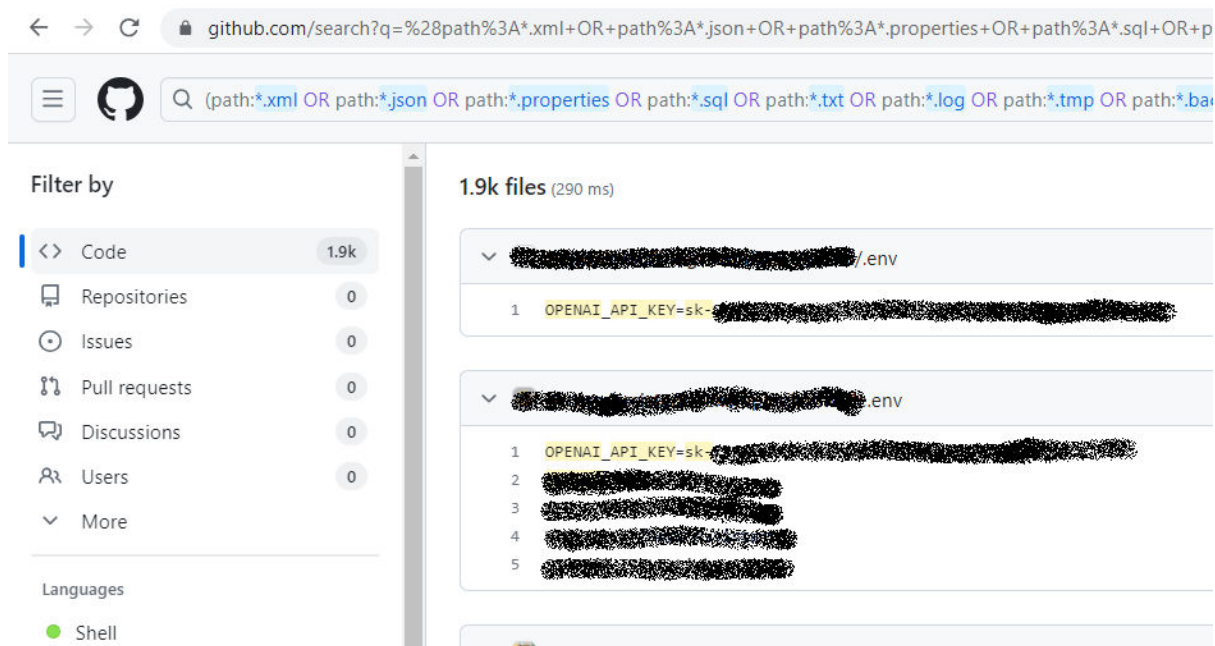 github.com/search?q=%28path%3A*.xml+OR+path%3A*.json+OR+path%3A*.properties+OR+path%3A*.sql+OR+p
(path:*.xml OR path:*.json OR path:*.properties OR path:*.sql OR path:*.txt OR path:*.log OR path:*.tmp OR path:*.bac
Filter by
Code 1.9k
Repositories 0
Issues 0
Pull requests 0
Discussions 0
Users 0
More
Languages
Shell
1.9k files (290 ms)
/.env
1 OPENAI_API_KEY=sk-
.env
1 OPENAI_API_KEY=sk-
2
3
4
5